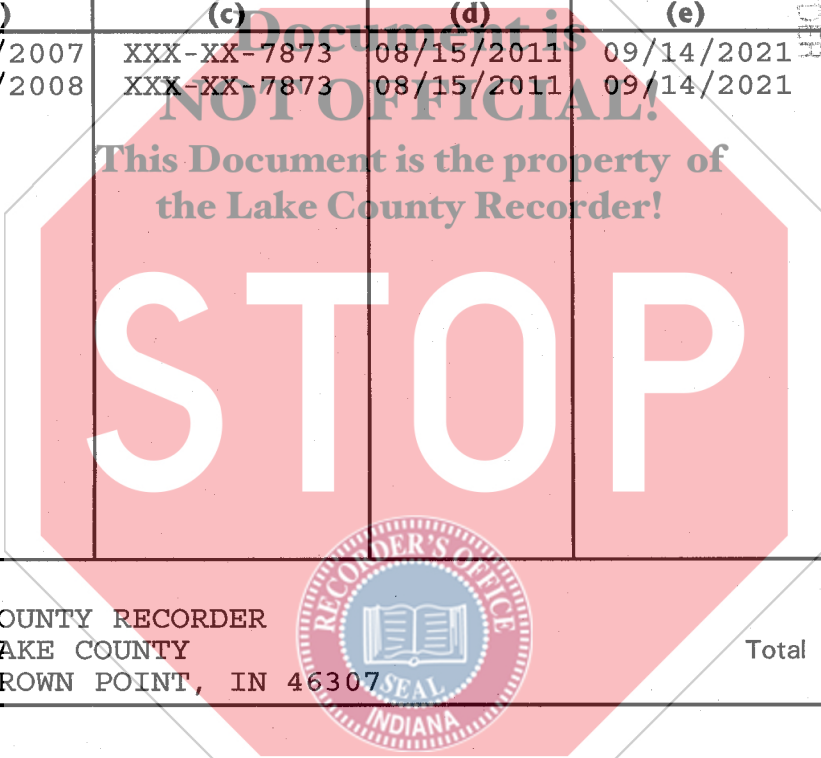 ) (c) (d) (e)
Document is
/2007 XXX-XX-7873 08/15/2011 09/14/2021
/2008 XXX-XX-7873 08/15/2011 09/14/2021
NOT OFFICIAL!
This Document is the property of
the Lake County Recorder!
STOP
RECORDER'S OFFICE
OUNTY RECORDER
AKE COUNTY Total
ROWN POINT, IN 46307
SEAL
INDIANA